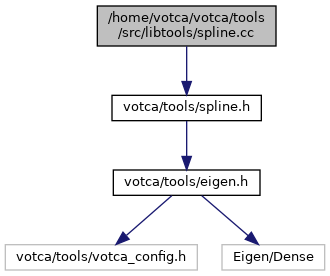 /home/votca/votca/tools
/src/libtools/spline.cc
votca/tools/spline.h
votca/tools/eigen.h
votca/tools/votca_config.h
Eigen/Dense